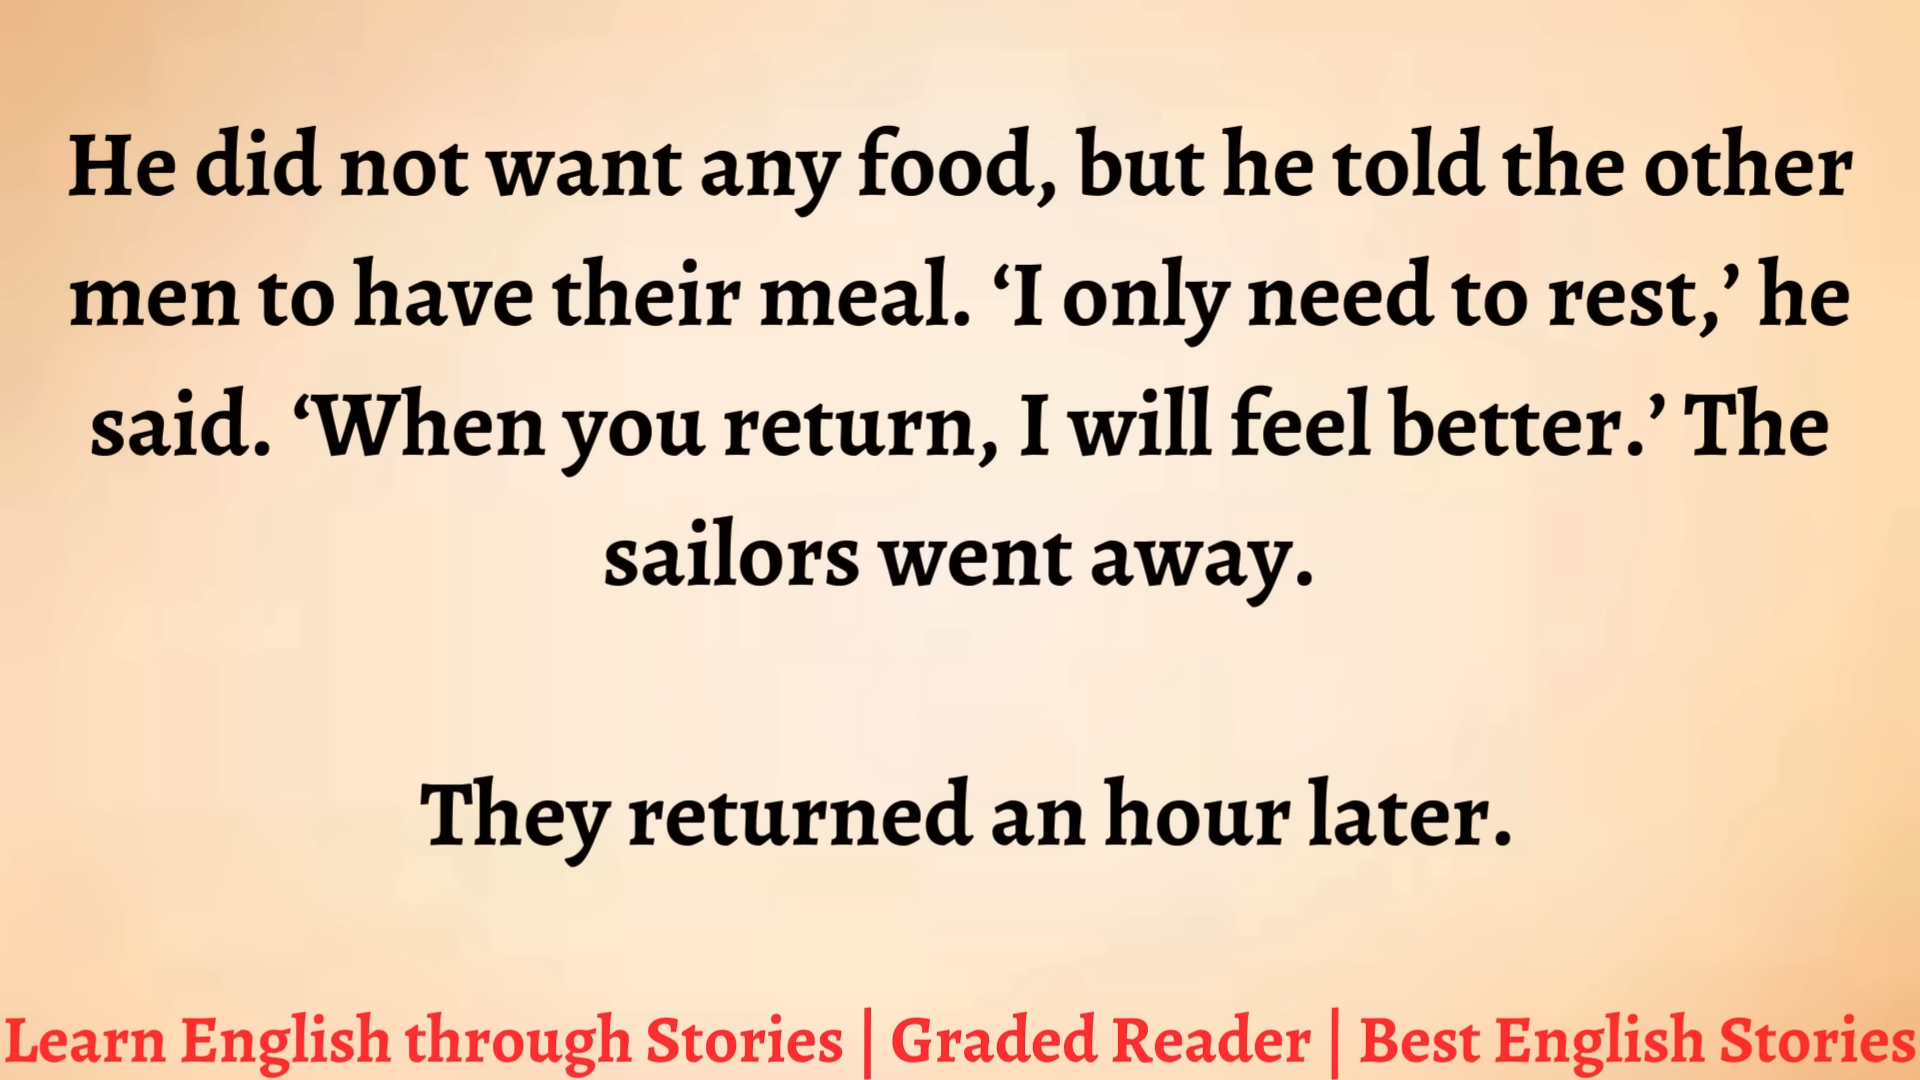 He did not want any food, but he told the other
men to have their meal. ‘I only need to rest,’ he
said. ‘When you return, I will feel better.’ The
sailors went away.
They returned an hour later.
Learn English through Stories | Graded Reader | Best English Stories